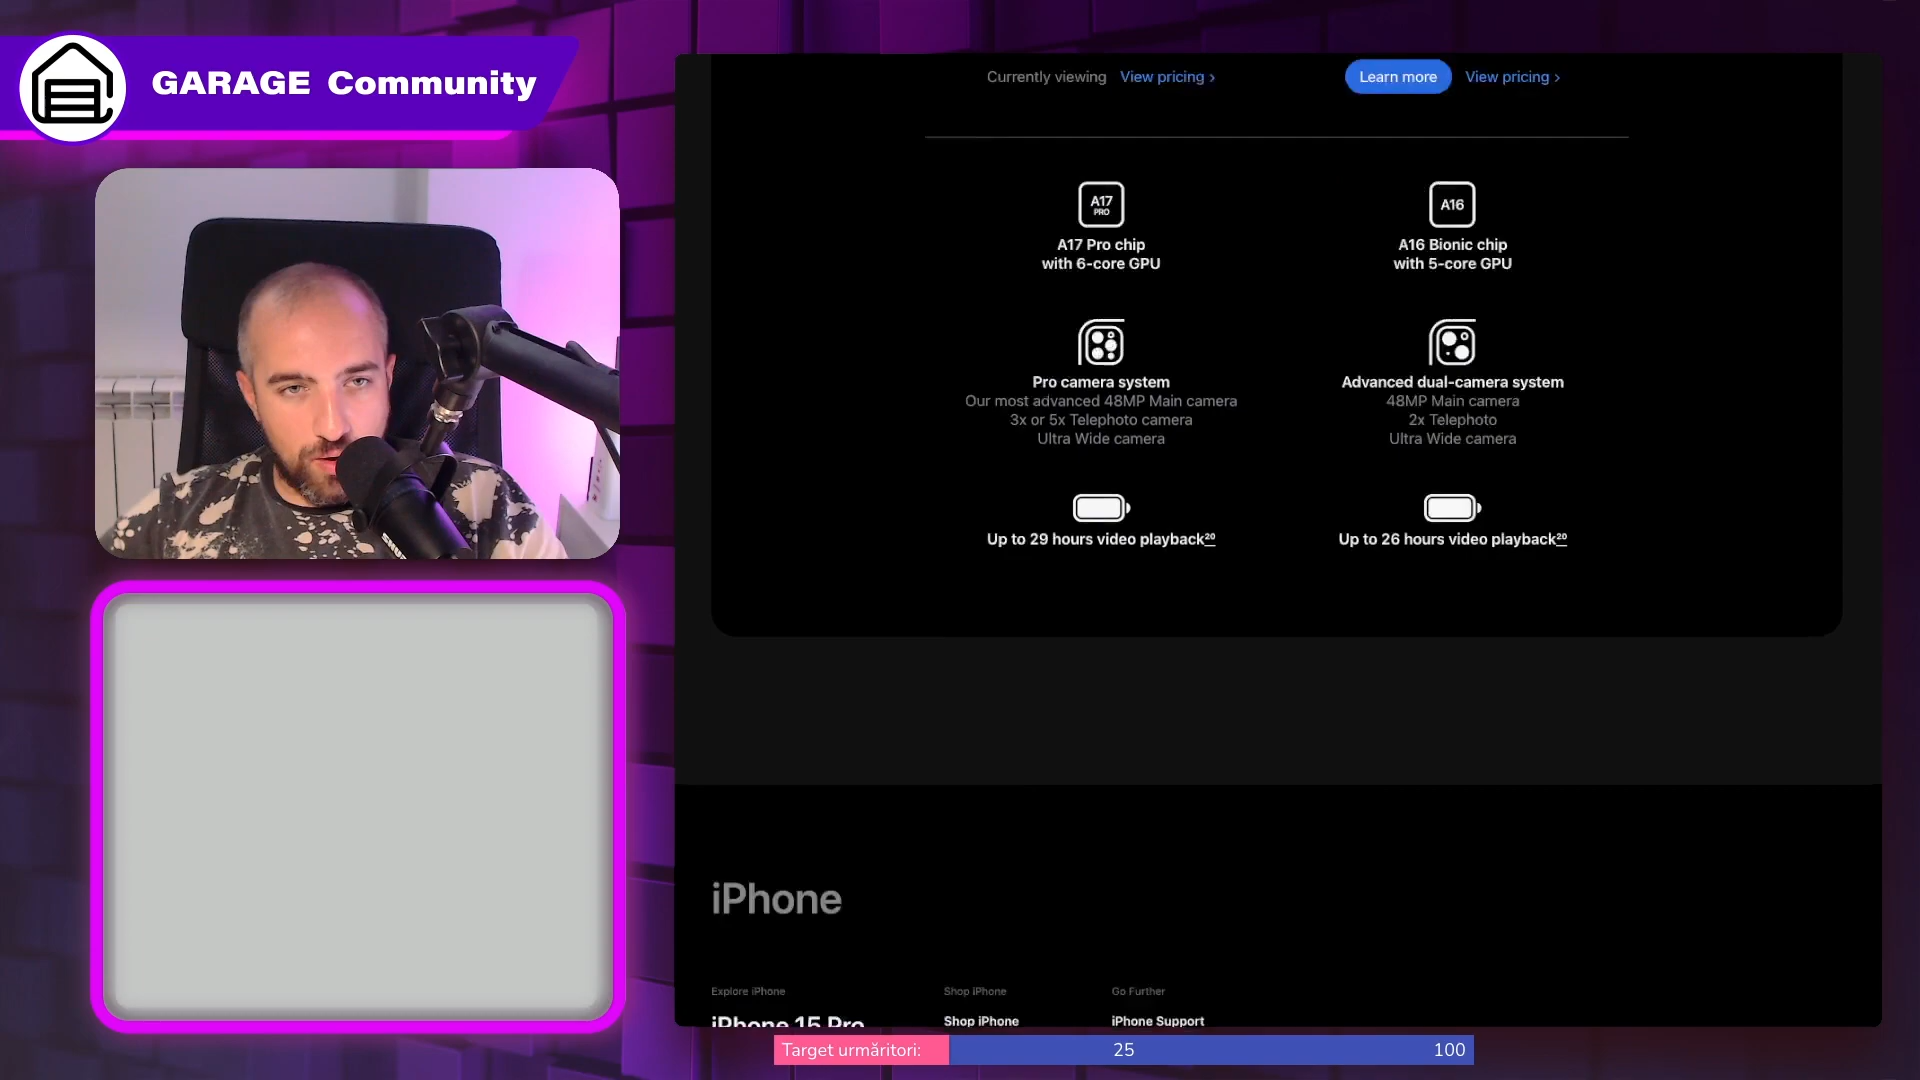 GARAGE Community
Currently viewing View pricing ›
Learn more View pricing ›
A17
PRO
A17 Pro chip
with 6-core GPU
A16
A16 Bionic chip
with 5-core GPU
Pro camera system
Our most advanced 48MP Main camera
3x or 5x Telephoto camera
Ultra Wide camera
Advanced dual-camera system
48MP Main camera
2x Telephoto
Ultra Wide camera
Up to 29 hours video playback²⁰
Up to 26 hours video playback²⁰
iPhone
Explore iPhone
iPhone 15 Pro
Shop iPhone
Shop iPhone
Go Further
iPhone Support
Target urmăritori: 25 100